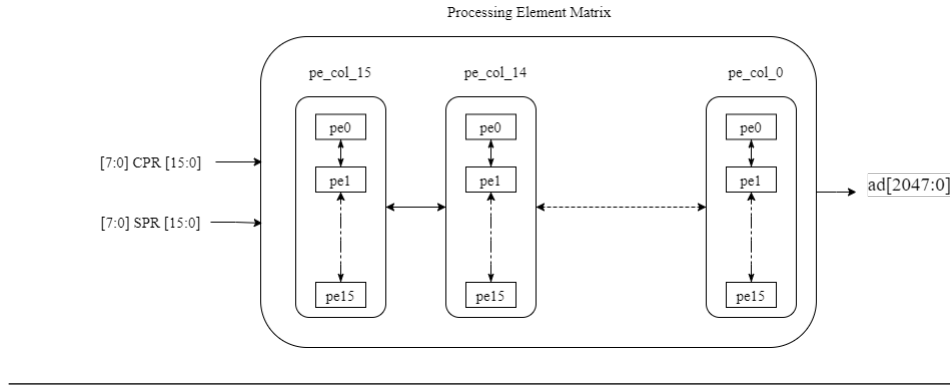 Processing Element Matrix
pe_col_15
pe_col_14
pe_col_0
pe0
pe0
pe0
[7:0] CPR [15:0]
pe1
pe1
pe1
ad[2047:0]
[7:0] SPR [15:0]
pe15
pe15
pe15